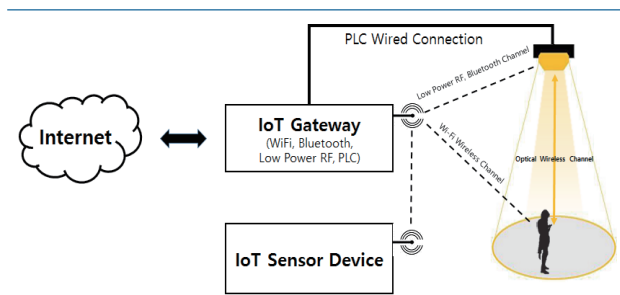 PLC Wired Connection
Low Power RF, Bluetooth Channel
Internet
IoT Gateway
(WiFi, Bluetooth,
Low Power RF, PLC)
Wi-Fi Wireless Channel
Optical Wireless Channel
IoT Sensor Device